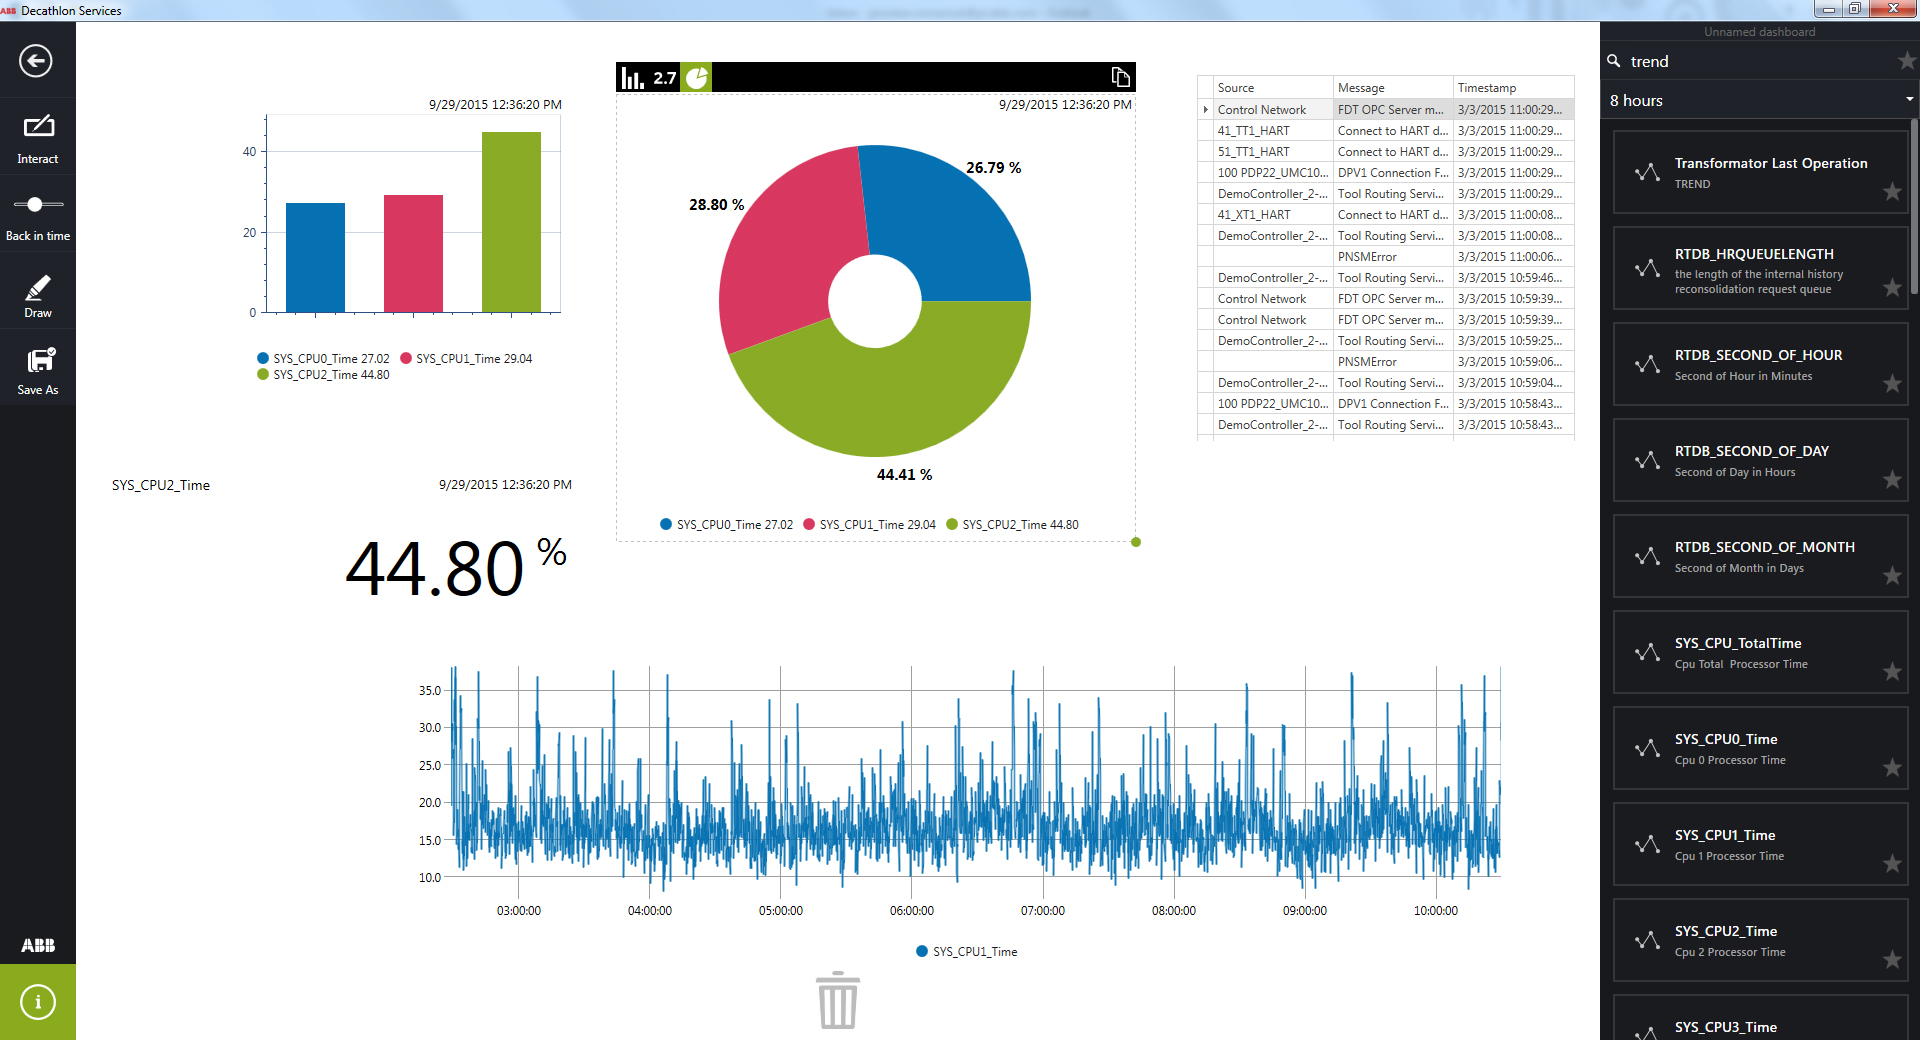 ABB Decathlon Services
Interact
Back in time
Draw
Save As
ABB
9/29/2015 12:36:20 PM
40
20
0
SYS_CPU0_Time 27.02 SYS_CPU1_Time 29.04
SYS_CPU2_Time 44.80
2.7
9/29/2015 12:36:20 PM
26.79 %
28.80 %
44.41 %
SYS_CPU0_Time 27.02 SYS_CPU1_Time 29.04 SYS_CPU2_Time 44.80
Source Message Timestamp
Control Network FDT OPC Server m... 3/3/2015 11:00:29...
41_TT1_HART Connect to HART d... 3/3/2015 11:00:29...
51_TT1_HART Connect to HART d... 3/3/2015 11:00:29...
100 PDP22_UMC10... DPV1 Connection F... 3/3/2015 11:00:29...
DemoController_2-... Tool Routing Servi... 3/3/2015 11:00:29...
41_XT1_HART Connect to HART d... 3/3/2015 11:00:08...
DemoController_2-... Tool Routing Servi... 3/3/2015 11:00:08...
PNSMError 3/3/2015 11:00:06...
DemoController_2-... Tool Routing Servi... 3/3/2015 10:59:46...
Control Network FDT OPC Server m... 3/3/2015 10:59:39...
Control Network FDT OPC Server m... 3/3/2015 10:59:39...
DemoController_2-... Tool Routing Servi... 3/3/2015 10:59:25...
PNSMError 3/3/2015 10:59:06...
DemoController_2-... Tool Routing Servi... 3/3/2015 10:59:04...
100 PDP22_UMC10... DPV1 Connection F... 3/3/2015 10:58:43...
DemoController_2-... Tool Routing Servi... 3/3/2015 10:58:43...
SYS_CPU2_Time 9/29/2015 12:36:20 PM
44.80 %
35.0
30.0
25.0
20.0
15.0
10.0
03:00:00 04:00:00 05:00:00 06:00:00 07:00:00 08:00:00 09:00:00 10:00:00
SYS_CPU1_Time
Unnamed dashboard
trend
8 hours
Transformator Last Operation
TREND
RTDB_HRQUEUELENGTH
the length of the internal history
reconsolidation request queue
RTDB_SECOND_OF_HOUR
Second of Hour in Minutes
RTDB_SECOND_OF_DAY
Second of Day in Hours
RTDB_SECOND_OF_MONTH
Second of Month in Days
SYS_CPU_TotalTime
Cpu Total Processor Time
SYS_CPU0_Time
Cpu 0 Processor Time
SYS_CPU1_Time
Cpu 1 Processor Time
SYS_CPU2_Time
Cpu 2 Processor Time
SYS_CPU3_Time